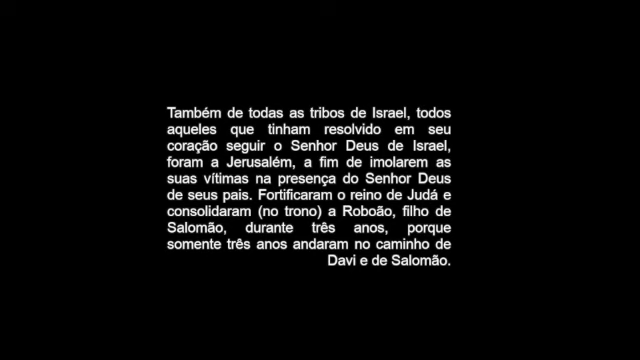 Também de todas as tribos de Israel, todos
aqueles que tinham resolvido em seu
coração seguir o Senhor Deus de Israel,
foram a Jerusalém, a fim de imolarem as
suas vítimas na presença do Senhor Deus
de seus pais. Fortificaram o reino de Judá e
consolidaram (no trono) a Roboão, filho de
Salomão, durante três anos, porque
somente três anos andaram no caminho de
Davi e de Salomão.